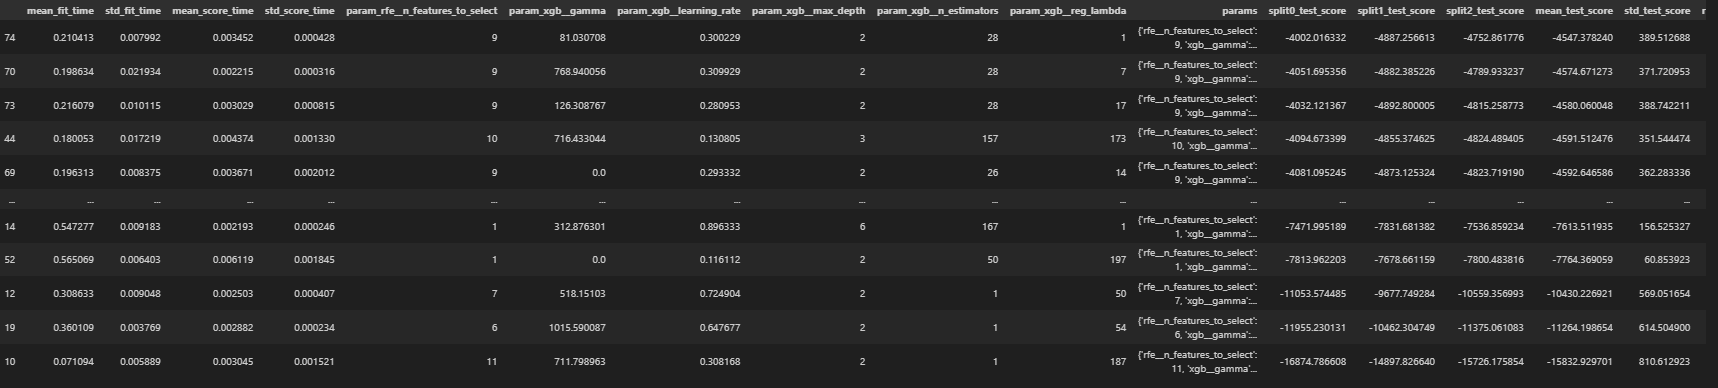 mean_fit_time std_fit_time mean_score_time std_score_time param_rfe__n_features_to_select param_xgb__gamma param_xgb__learning_rate param_xgb__max_depth param_xgb__n_estimators param_xgb__reg_lambda params split0_test_score split1_test_score split2_test_score mean_test_score std_test_score r
74 0.210413 0.007992 0.003452 0.000428 9 81.030708 0.300229 2 28 1 {'rfe__n_features_to_select': 9, 'xgb__gamma':... -4002.016332 -4887.256613 -4752.861776 -4547.378240 389.512688
70 0.198634 0.021934 0.002215 0.000316 9 768.940056 0.309929 2 28 7 {'rfe__n_features_to_select': 9, 'xgb__gamma':... -4051.695356 -4882.385226 -4789.933237 -4574.671273 371.720953
73 0.216079 0.010115 0.003029 0.000815 9 126.308767 0.280953 2 28 17 {'rfe__n_features_to_select': 9, 'xgb__gamma':... -4032.121367 -4892.800005 -4815.258773 -4580.060048 388.742211
44 0.180053 0.017219 0.004374 0.001330 10 716.433044 0.130805 3 157 173 {'rfe__n_features_to_select': 10, 'xgb__gamma'... -4094.673399 -4855.374625 -4824.489405 -4591.512476 351.544474
69 0.196313 0.008375 0.003671 0.002012 9 0.0 0.293332 2 26 14 {'rfe__n_features_to_select': 9, 'xgb__gamma':... -4081.095245 -4873.125324 -4823.719190 -4592.646586 362.283336
... ... ... ... ... ... ... ... ... ... ... ... ... ... ... ... ...
14 0.547277 0.009183 0.002193 0.000246 1 312.876301 0.896333 6 167 1 {'rfe__n_features_to_select': 1, 'xgb__gamma':... -7471.995189 -7831.681382 -7536.859234 -7613.511935 156.525327
52 0.565069 0.006403 0.006119 0.001845 1 0.0 0.116112 2 50 197 {'rfe__n_features_to_select': 1, 'xgb__gamma':... -7813.962203 -7678.661159 -7800.483816 -7764.369059 60.853923
12 0.308633 0.009048 0.002503 0.000407 7 518.15103 0.724904 2 1 50 {'rfe__n_features_to_select': 7, 'xgb__gamma':... -11053.574485 -9677.749284 -10559.356993 -10430.226921 569.051654
19 0.360109 0.003769 0.002882 0.000234 6 1015.590087 0.647677 2 1 54 {'rfe__n_features_to_select': 6, 'xgb__gamma':... -11955.230131 -10462.304749 -11375.061083 -11264.198654 614.504900
10 0.071094 0.005889 0.003045 0.001521 11 711.798963 0.308168 2 1 187 {'rfe__n_features_to_select': 11, 'xgb__gamma'... -16874.786608 -14897.826640 -15726.175854 -15832.929701 810.612923